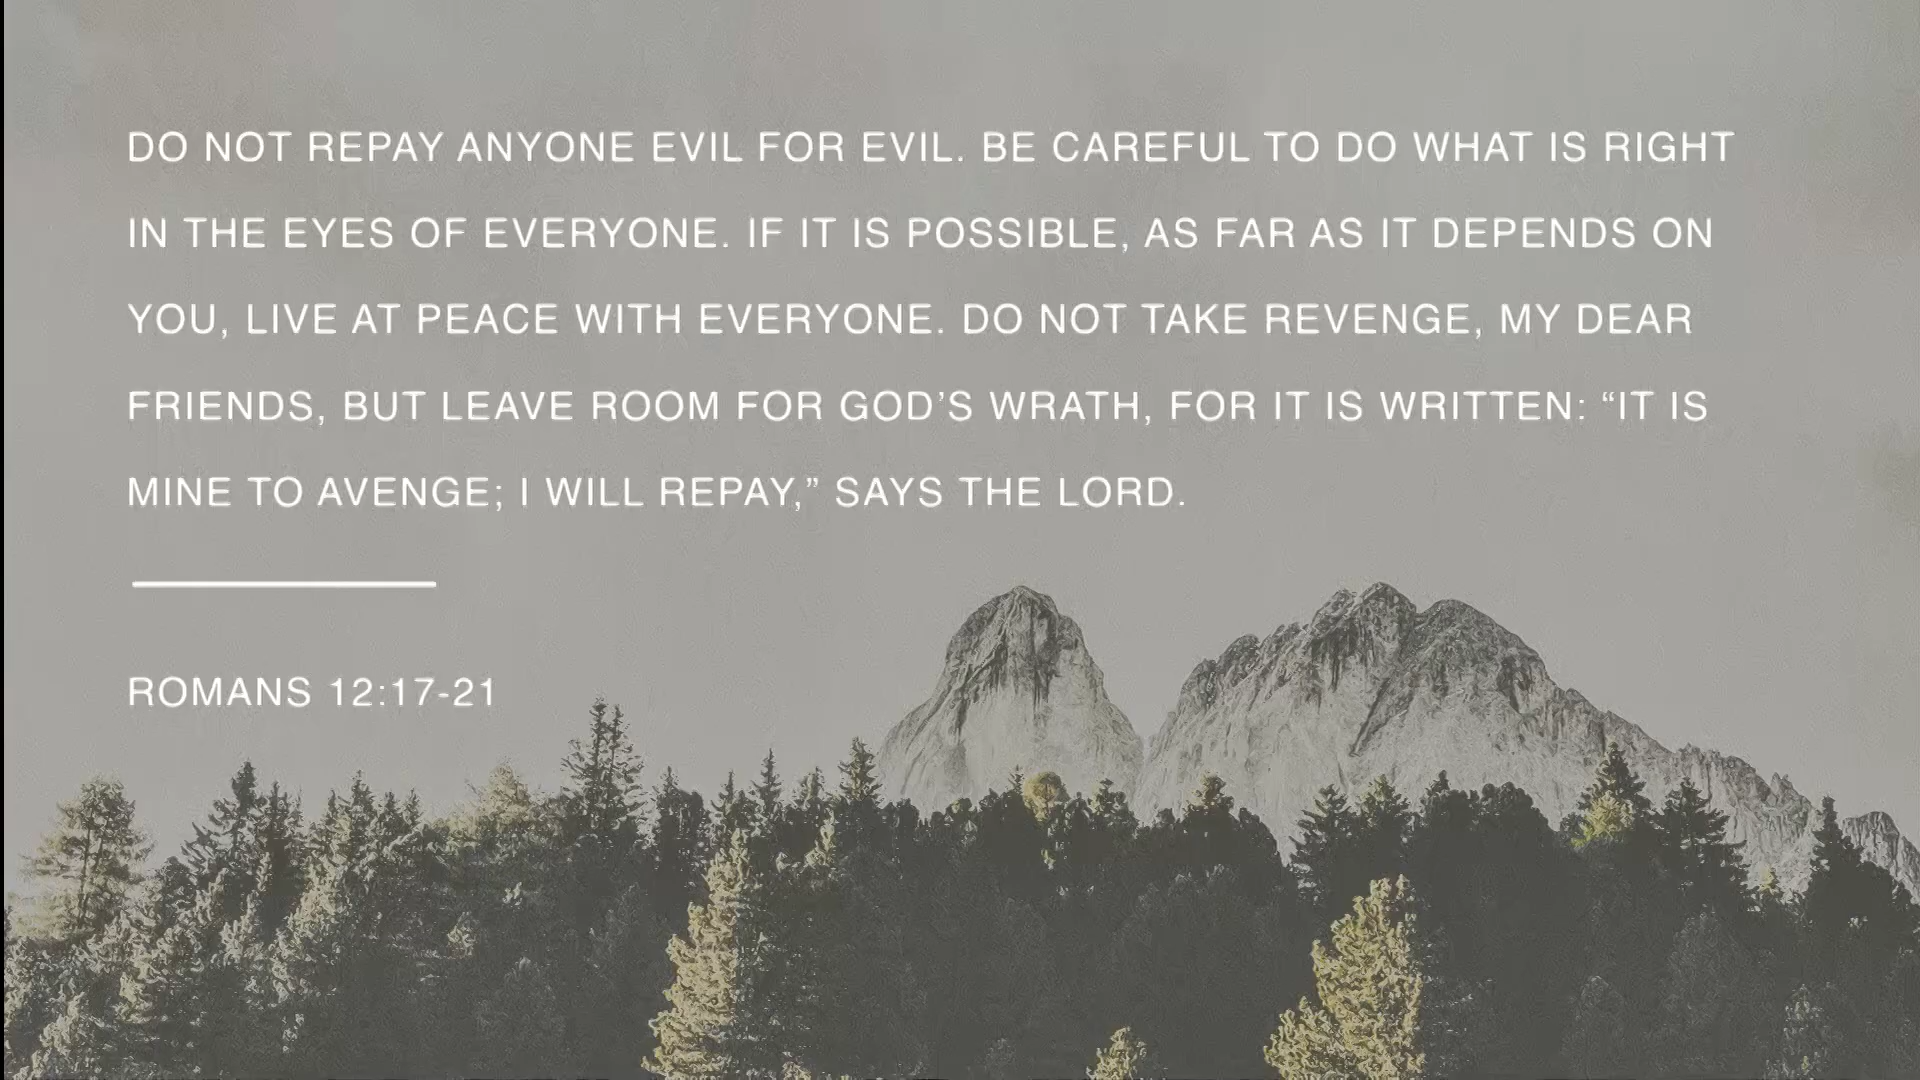 DO NOT REPAY ANYONE EVIL FOR EVIL. BE CAREFUL TO DO WHAT IS RIGHT
IN THE EYES OF EVERYONE. IF IT IS POSSIBLE, AS FAR AS IT DEPENDS ON
YOU, LIVE AT PEACE WITH EVERYONE. DO NOT TAKE REVENGE, MY DEAR
FRIENDS, BUT LEAVE ROOM FOR GOD’S WRATH, FOR IT IS WRITTEN: “IT IS
MINE TO AVENGE; I WILL REPAY,” SAYS THE LORD.
ROMANS 12:17-21